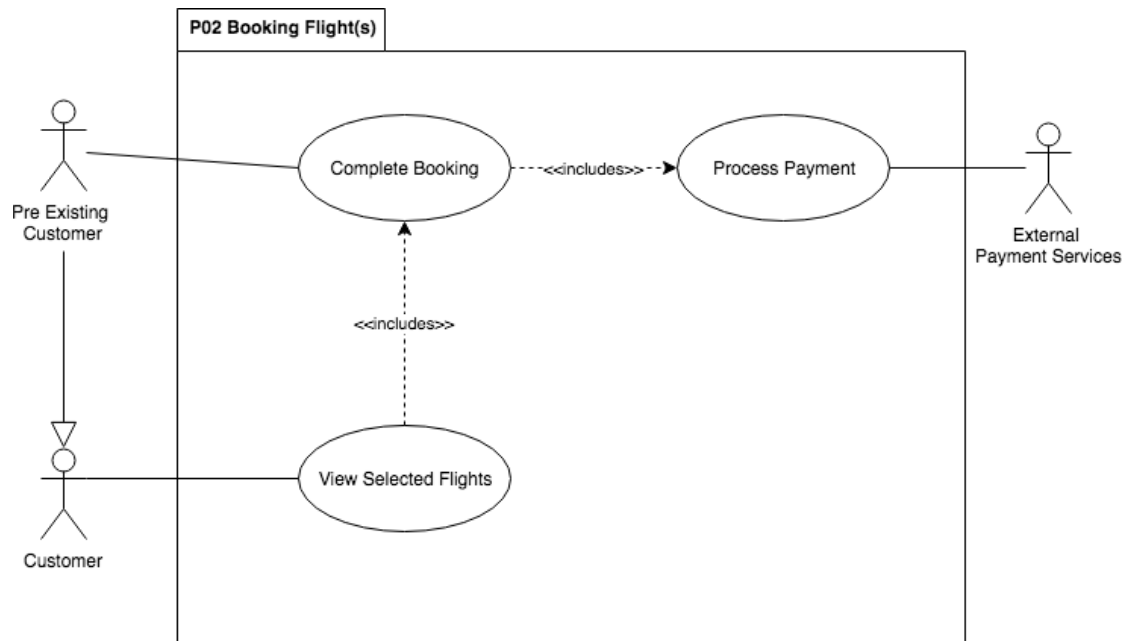 P02 Booking Flight(s)
Complete Booking
<<includes>>
Process Payment
Pre Existing
Customer
External
Payment Services
<<includes>>
View Selected Flights
Customer